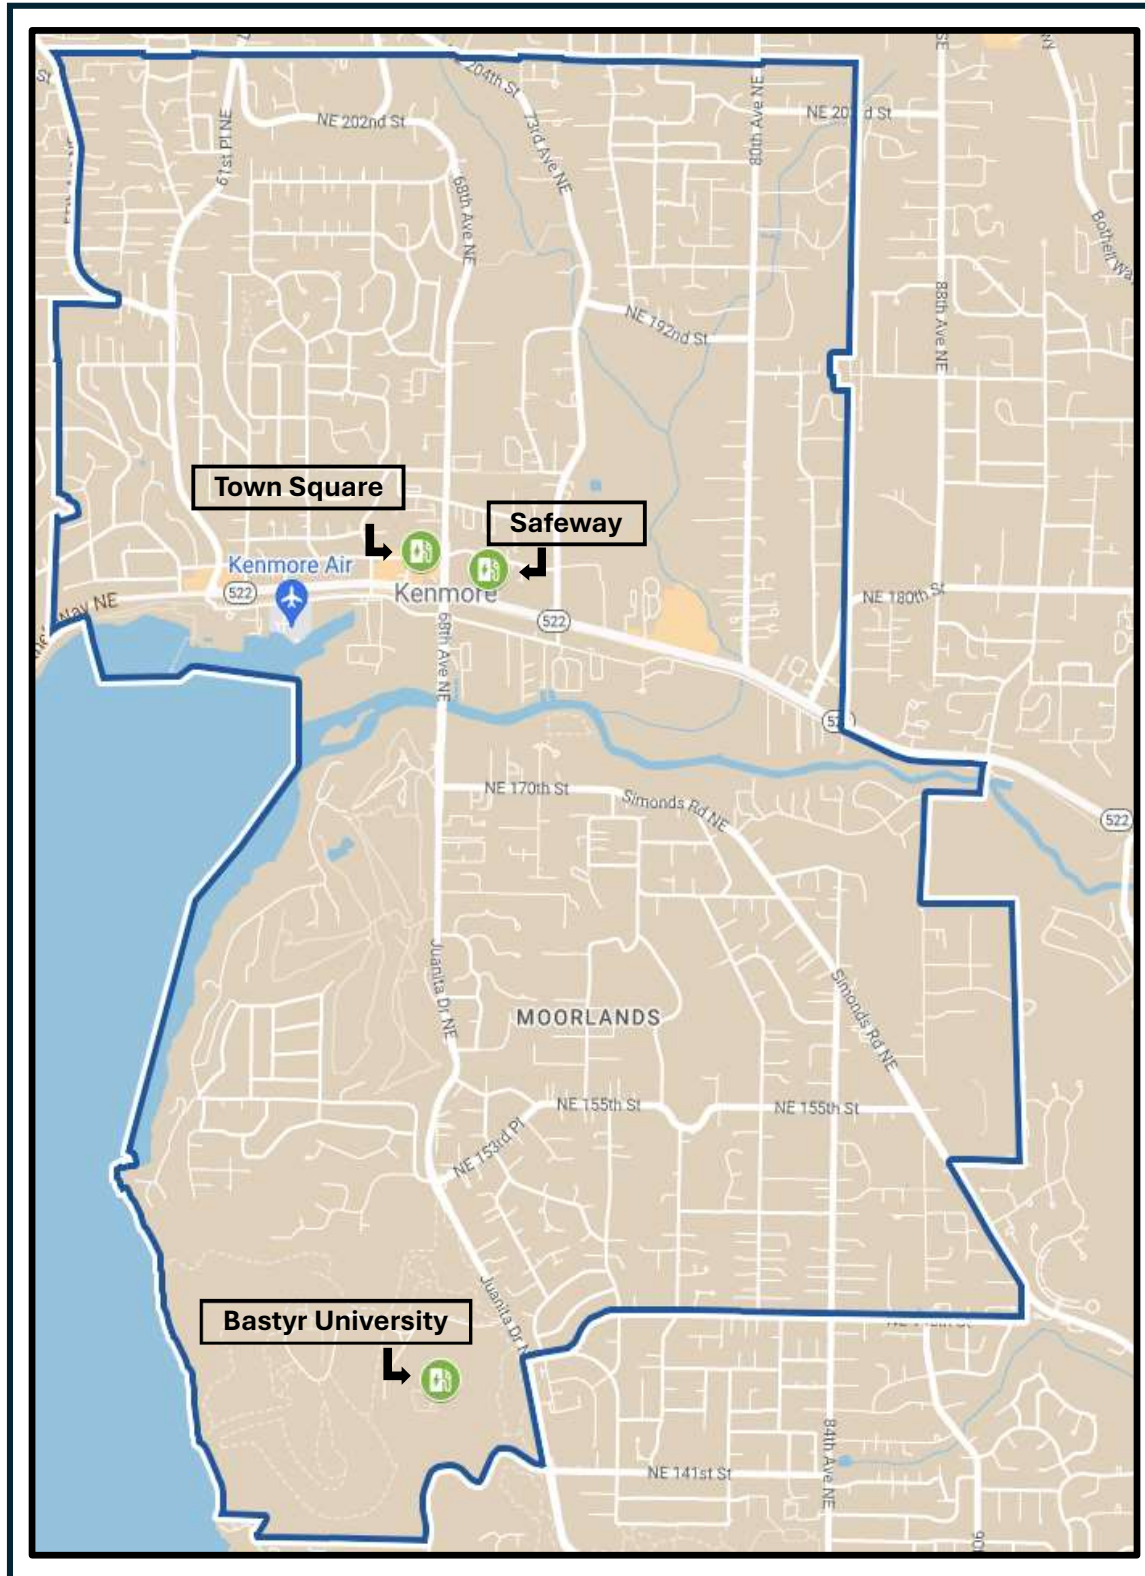 St
NE 204th St
SE
NE 202nd St
61st Pl NE
73rd Ave NE
80th Ave NE
68th Ave NE
Bothell Way
88th Ave NE
NE 192nd St
Town Square
Safeway
Kenmore Air
522
Kenmore
NE 180th St
Way NE
522
68th Ave NE
NE 170th St
Simonds Rd NE
522
Juanita Dr NE
MOORLANDS
Simonds Rd NE
NE 155th St
NE 155th St
NE 153rd Pl
Juanita Dr
Bastyr University
84th Ave NE
NE 141st St